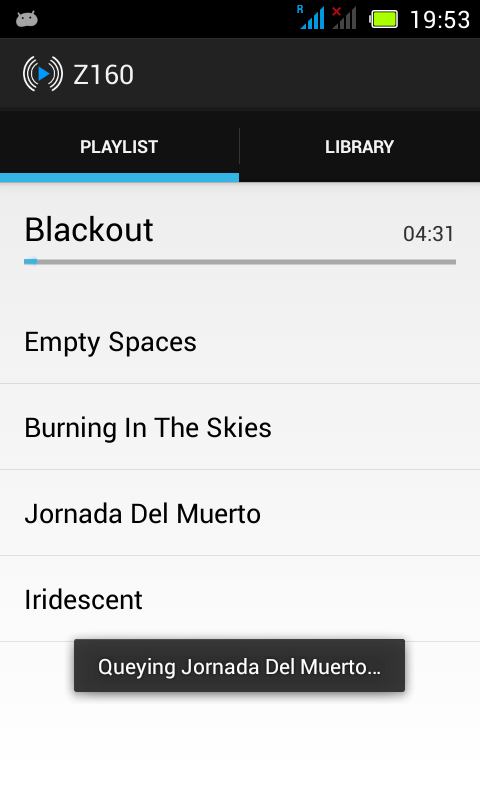 R 19:53
Z160
PLAYLIST LIBRARY
Blackout 04:31
Empty Spaces
Burning In The Skies
Jornada Del Muerto
Iridescent
Queying Jornada Del Muerto...